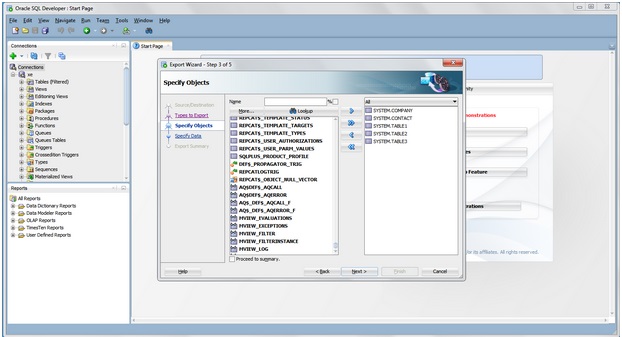 Oracle SQL Developer : Start Page
File Edit View Navigate Run Team Tools Window Help
Connections
Connections
xe
Tables (Filtered)
Views
Editioning Views
Indexes
Packages
Procedures
Functions
Queues
Queues Tables
Triggers
Crossedition Triggers
Types
Sequences
Materialized Views
Reports
All Reports
Data Dictionary Reports
Data Modeler Reports
OLAP Reports
TimesTen Reports
User Defined Reports
Start Page
Export Wizard - Step 3 of 5
Specify Objects
Source/Destination
Types to Export
Specify Objects
Specify Data
Export Summary
Name
%
More...
Lookup
REPCAT$_TEMPLATE_STATUS
REPCAT$_TEMPLATE_TARGETS
REPCAT$_TEMPLATE_TYPES
REPCAT$_USER_AUTHORIZATIONS
REPCAT$_USER_PARM_VALUES
SQLPLUS_PRODUCT_PROFILE
DEF$_PROPAGATOR_TRIG
REPCATLOGTRIG
REPCAT$_OBJECT_NULL_VECTOR
AQ$DEF$_AQCALL
AQ$DEF$_AQERROR
AQ$_DEF$_AQCALL_F
AQ$_DEF$_AQERROR_F
MVIEW_EVALUATIONS
MVIEW_EXCEPTIONS
MVIEW_FILTER
MVIEW_FILTERINSTANCE
MVIEW_LOG
All
SYSTEM.COMPANY
SYSTEM.CONTACT
SYSTEM.TABLE1
SYSTEM.TABLE2
SYSTEM.TABLE3
Proceed to summary.
Help
< Back
Next >
Finish
Cancel
nity
monstrations
es
Feature
rations
its affiliates. All rights reserved.